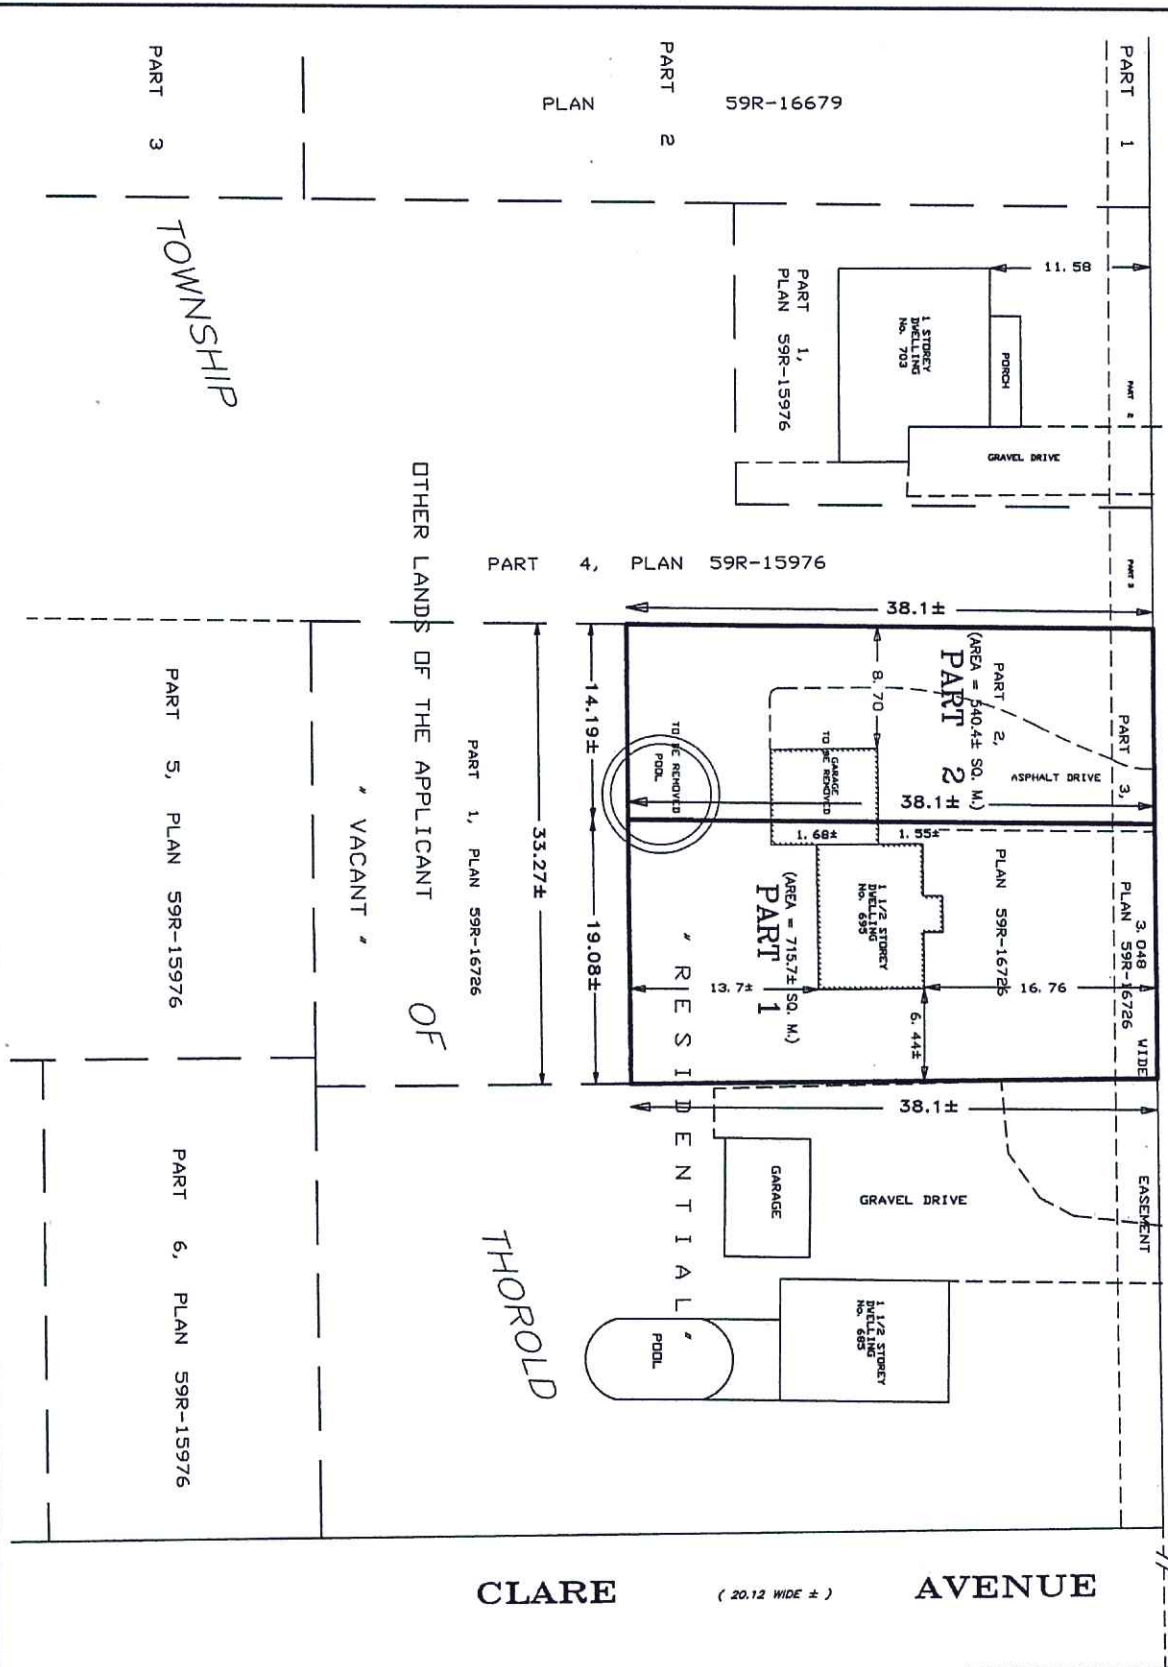 PART 3
PART 2
PLAN 59R-16679
PART 1
TOWNSHIP
PART 1,
PLAN 59R-15976
1 STOREY
DWELLING
No. 703
PORCH
11.58
PART 2
GRAVEL DRIVE
PART 3
PART 4, PLAN 59R-15976
38.1±
OTHER LANDS OF THE APPLICANT
PART 5, PLAN 59R-15976
" VACANT "
PART 1, PLAN 59R-16726
OF
33.27±
14.19±
19.08±
8.70
PART 2,
PLAN 59R-16726
PART 2
(AREA = 540.4± SQ. M.)
PART 3,
PLAN 59R-16726
3.048 WIDE
EASEMENT
ASPHALT DRIVE
38.1±
GARAGE
TO BE REMOVED
POOL
TO BE REMOVED
1.68±
1.55±
1 1/2 STOREY
DWELLING
No. 695
PART 1
(AREA = 715.7± SQ. M.)
13.7±
16.76
6.44±
" RESIDENTIAL "
38.1±
GARAGE
GRAVEL DRIVE
1 1/2 STOREY
DWELLING
No. 685
POOL
THOROLD
PART 6, PLAN 59R-15976
CLARE AVENUE
( 20.12 WIDE ± )